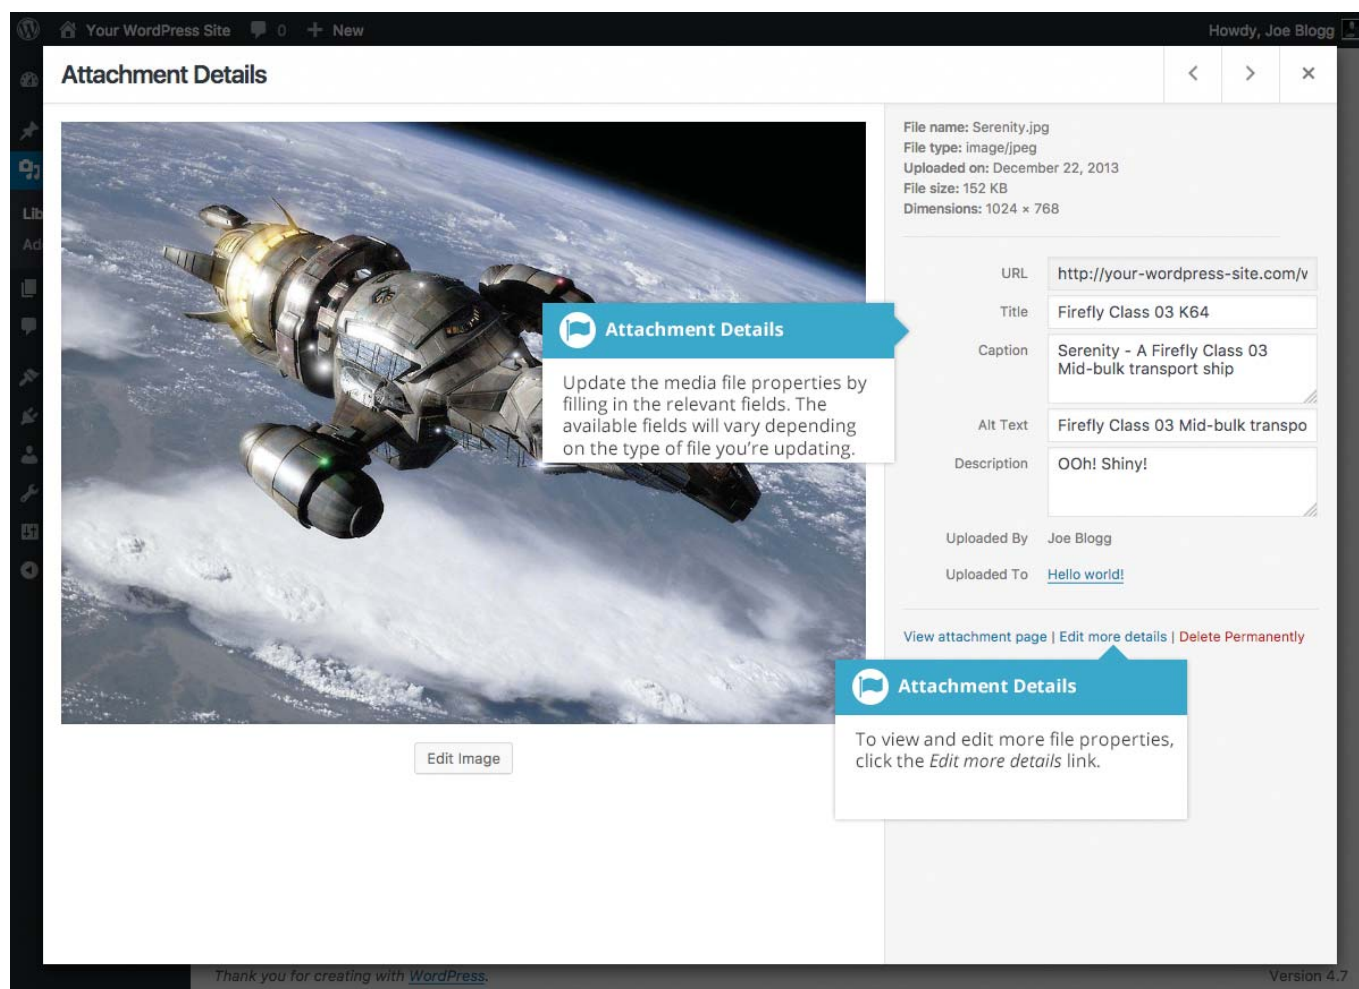 Your WordPress Site 0 + New
Howdy, Joe Blogg
Attachment Details
Lib
Ad
File name: Serenity.jpg
File type: image/jpeg
Uploaded on: December 22, 2013
File size: 152 KB
Dimensions: 1024 × 768
URL http://your-wordpress-site.com/v
Title Firefly Class 03 K64
Caption Serenity - A Firefly Class 03
Mid-bulk transport ship
Alt Text Firefly Class 03 Mid-bulk transpo
Description OOh! Shiny!
Uploaded By Joe Blogg
Uploaded To Hello world!
View attachment page | Edit more details | Delete Permanently
Attachment Details
Update the media file properties by
filling in the relevant fields. The
available fields will vary depending
on the type of file you're updating.
Attachment Details
To view and edit more file properties,
click the Edit more details link.
Edit Image
Thank you for creating with WordPress.
Version 4.7